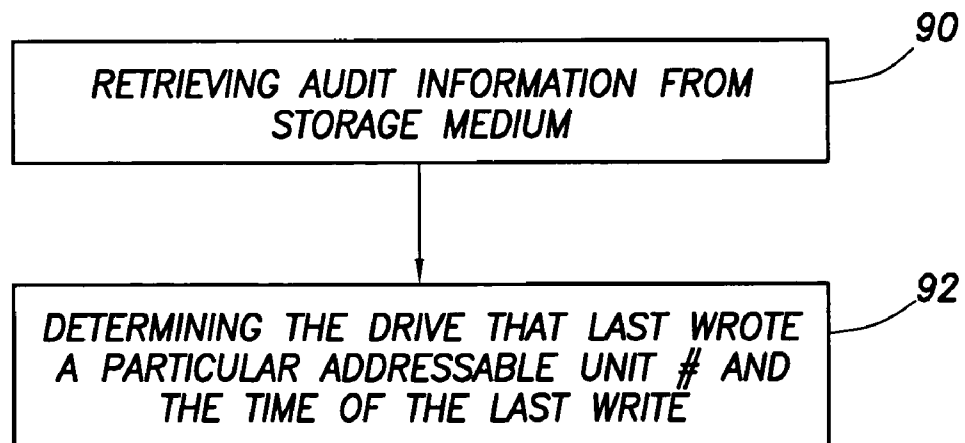 90
RETRIEVING AUDIT INFORMATION FROM
STORAGE MEDIUM
92
DETERMINING THE DRIVE THAT LAST WROTE
A PARTICULAR ADDRESSABLE UNIT # AND
THE TIME OF THE LAST WRITE